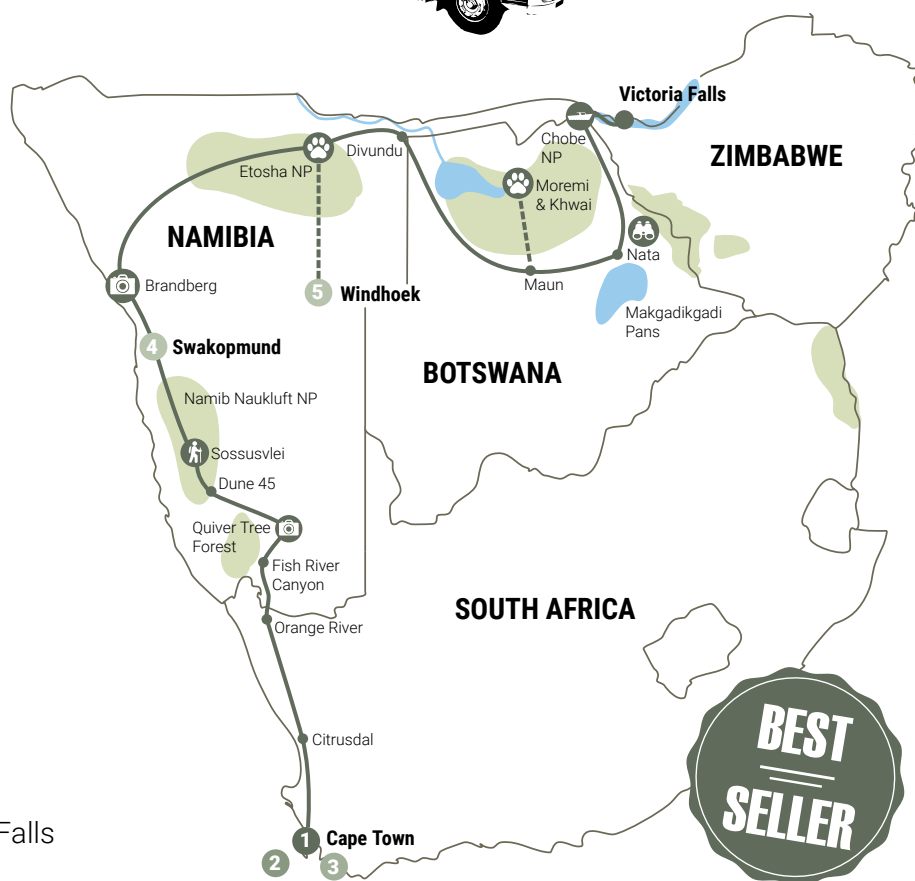 Victoria Falls
Chobe
NP
ZIMBABWE
Divundu
Etosha NP
Moremi
& Khwai
NAMIBIA
Nata
Maun
Brandberg
5 Windhoek
Makgadikgadi
Pans
4 Swakopmund
BOTSWANA
Namib Naukluft NP
Sossusvlei
Dune 45
Quiver Tree
Forest
Fish River
Canyon
SOUTH AFRICA
Orange River
Citrusdal
BEST
SELLER
Falls
1 Cape Town
2
3